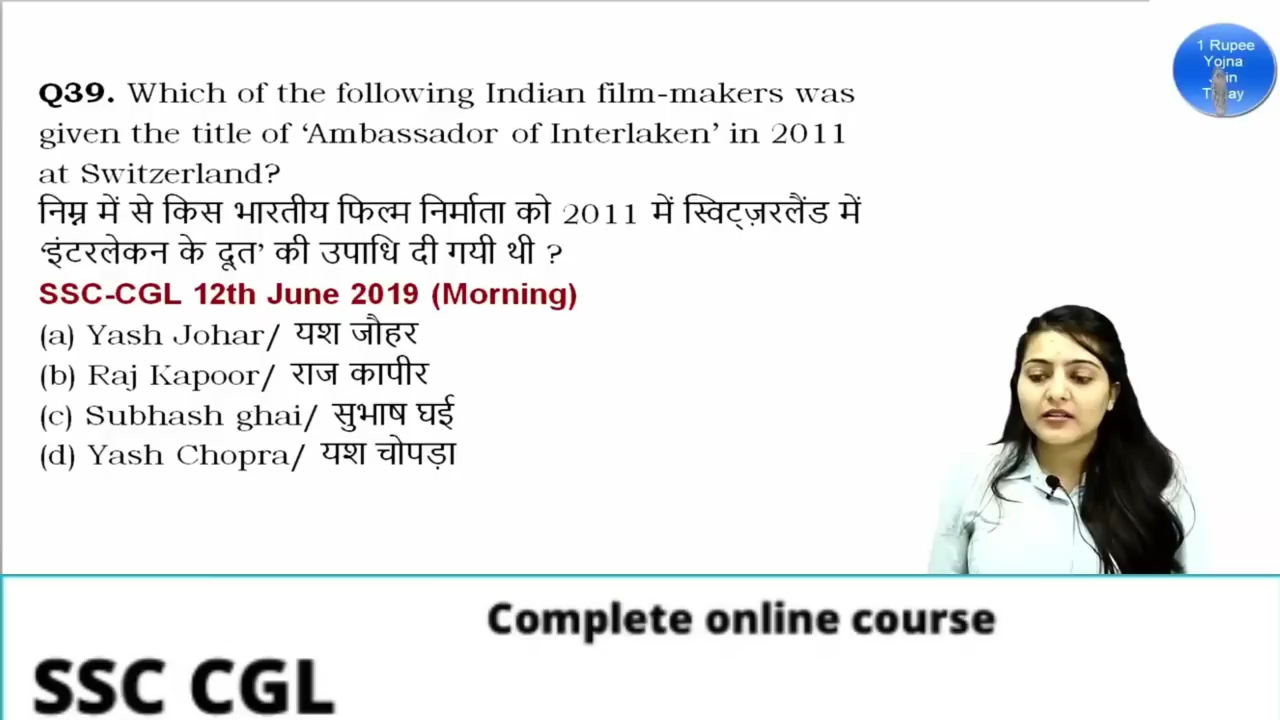 Q39. Which of the following Indian film-makers was
given the title of ‘Ambassador of Interlaken’ in 2011
at Switzerland?
निम्न में से किस भारतीय फिल्म निर्माता को 2011 में स्विट्ज़रलैंड में
‘इंटरलेकन के दूत’ की उपाधि दी गयी थी ?
SSC-CGL 12th June 2019 (Morning)
(a) Yash Johar/ यश जौहर
(b) Raj Kapoor/ राज कापीर
(c) Subhash ghai/ सुभाष घई
(d) Yash Chopra/ यश चोपड़ा
1 Rupee
Yojna
Complete online course
SSC CGL